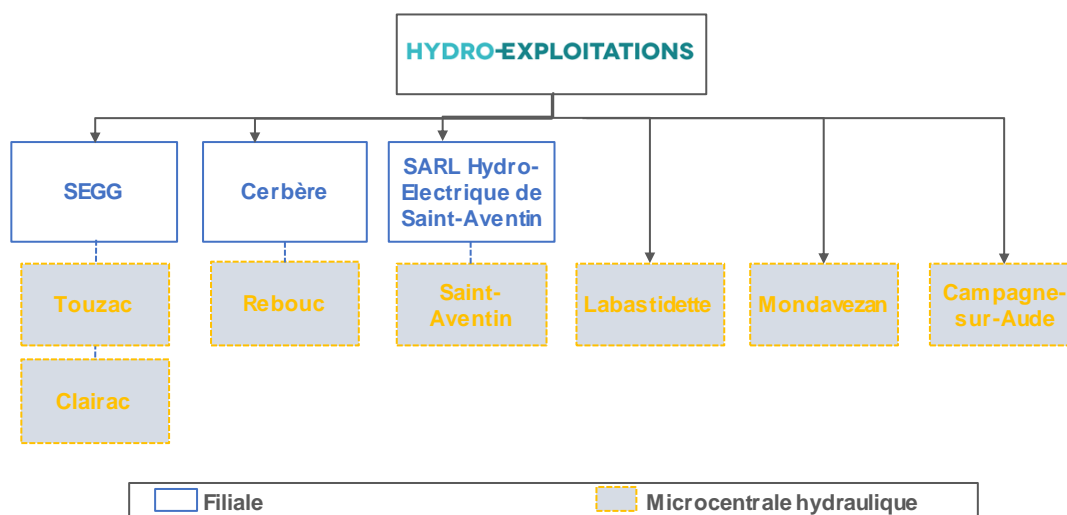 HYDRO-EXPLOITATIONS
SEGG
Cerbère
SARL Hydro-
Electrique de
Saint-Aventin
Touzac
Rebouc
Saint-
Aventin
Labastidette
Mondavezan
Campagne-
sur-Aude
Clairac
Filiale
Microcentrale hydraulique